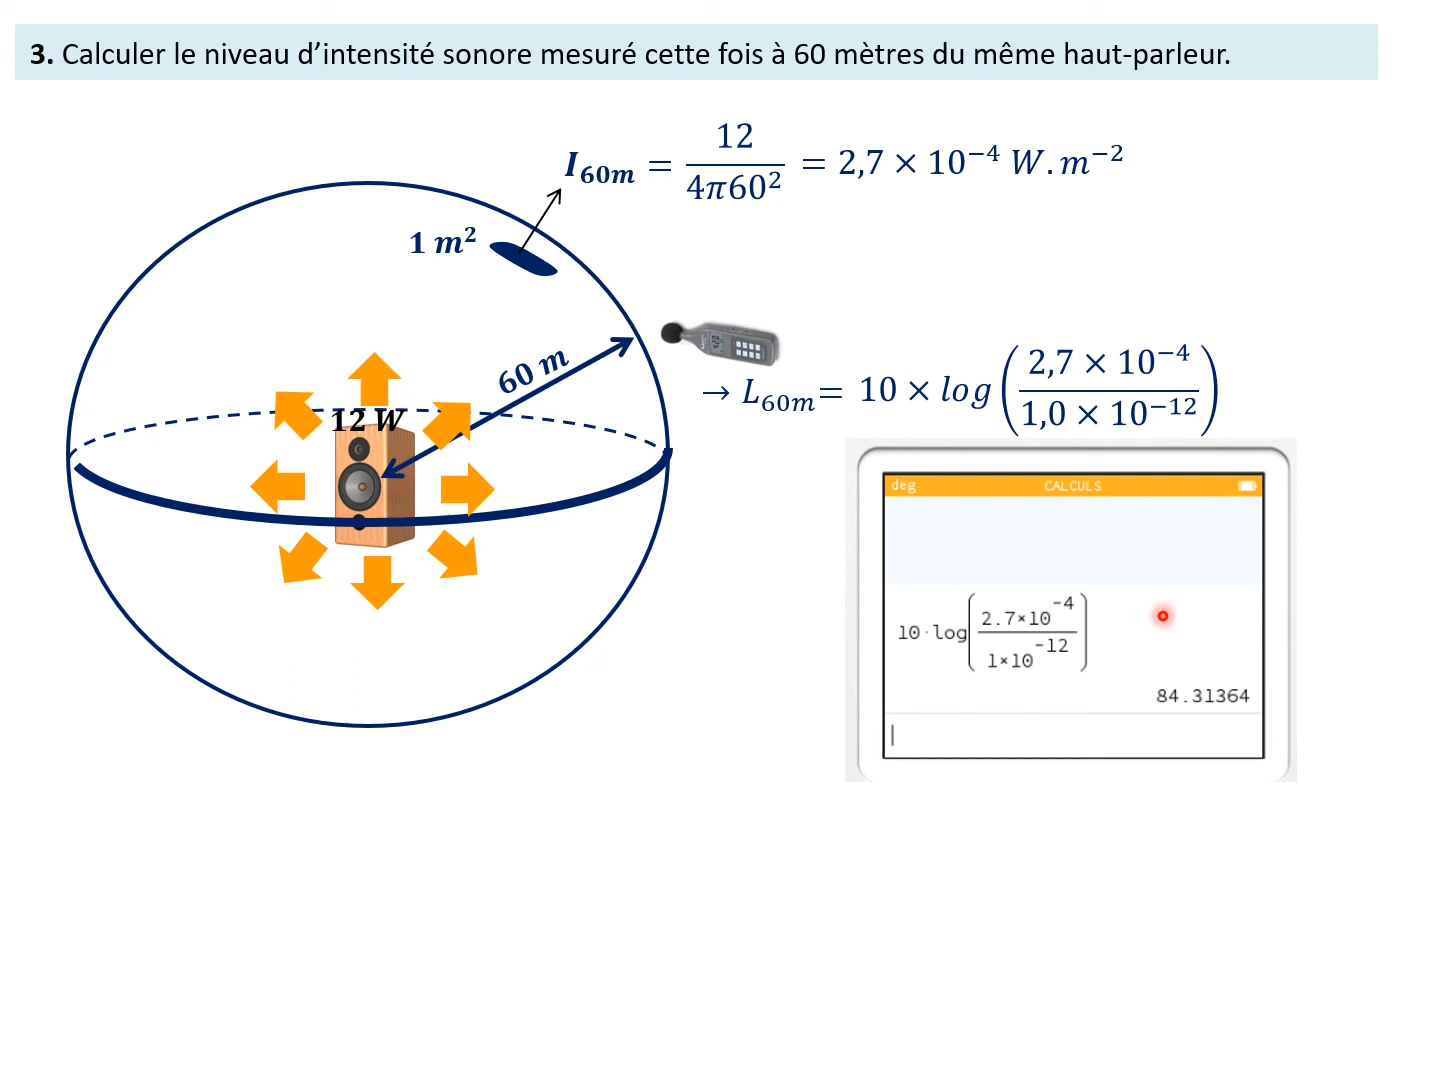 3. Calculer le niveau d’intensité sonore mesuré cette fois à 60 mètres du même haut-parleur.
I₆₀ₘ = 12 / 4π60² = 2,7 × 10⁻⁴ W.m⁻²
1 m²
60 m
12 W
→ L₆₀ₘ = 10 × log(2,7 × 10⁻⁴ / 1,0 × 10⁻¹²)
deg CALCULS
10·log(2.7×10⁻⁴ / 1×10⁻¹²)
84.31364